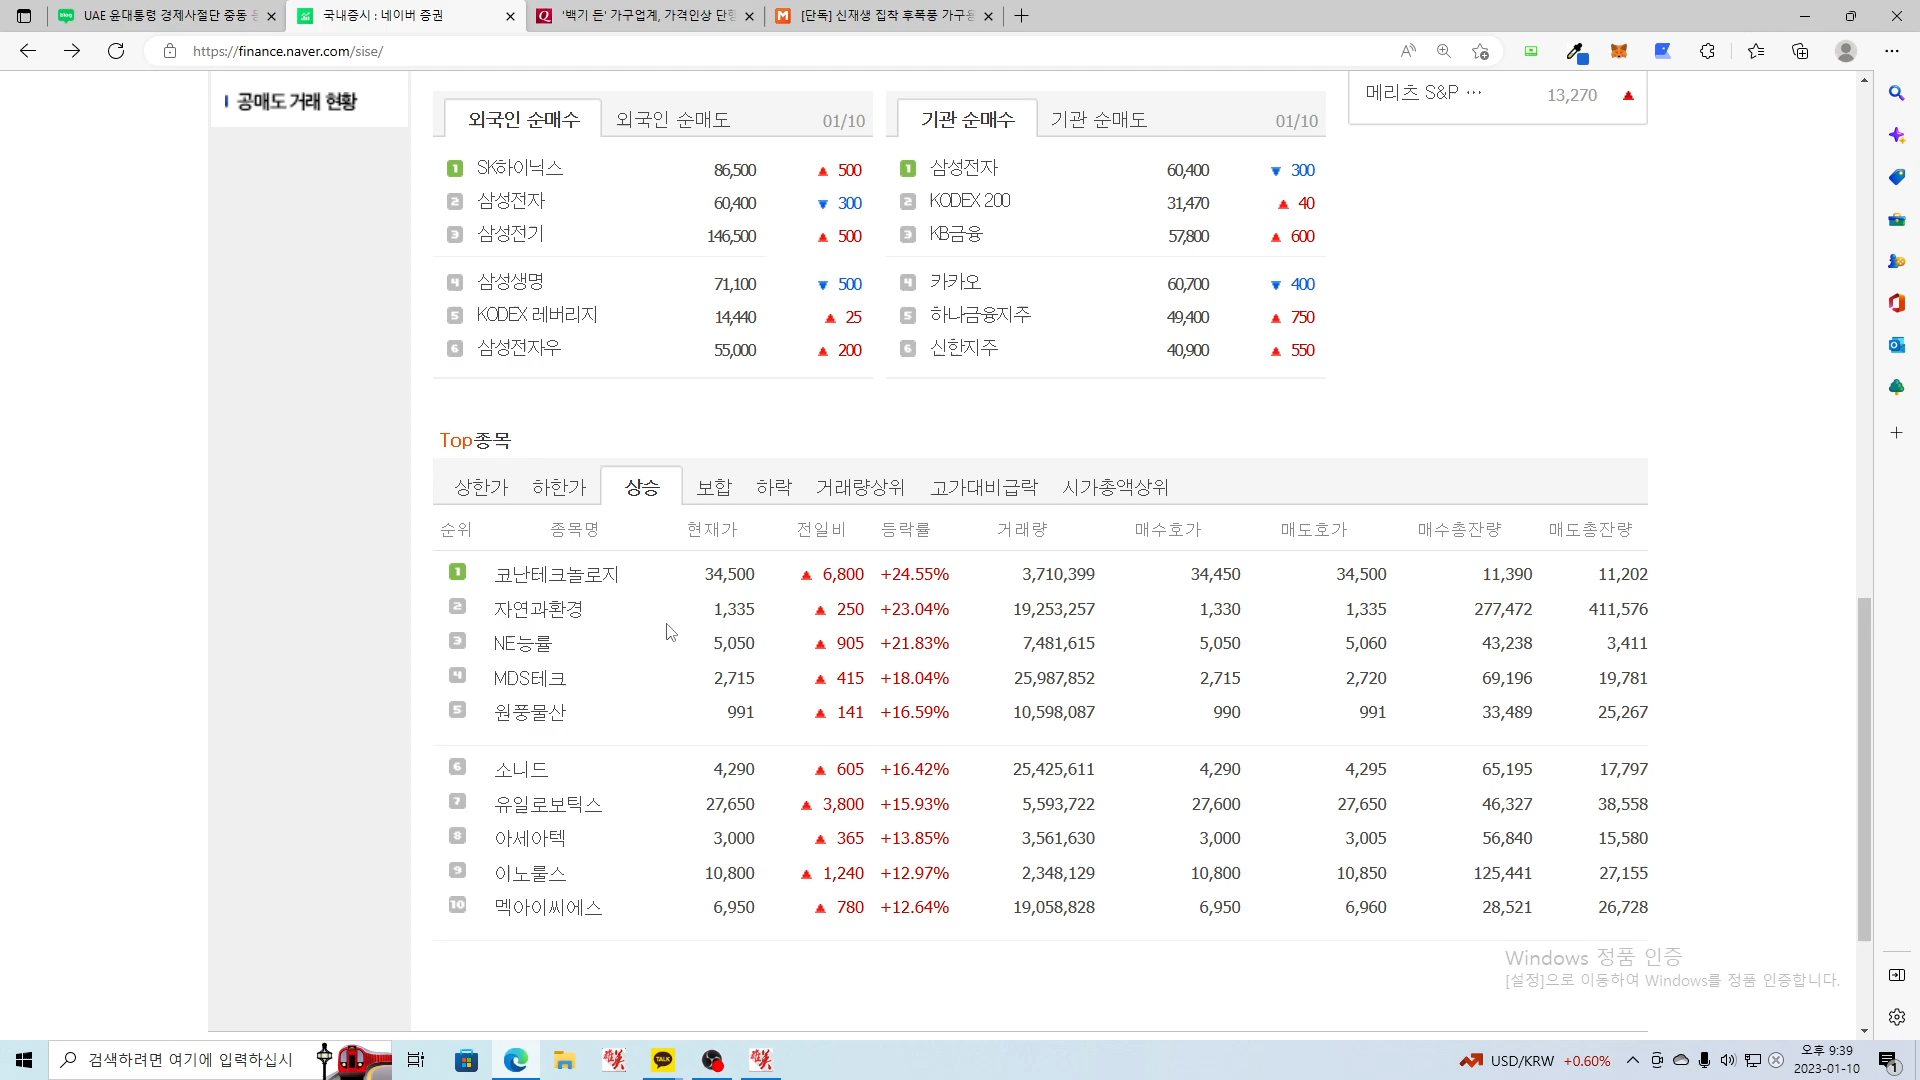 UAE 윤대통령 경제사절단 중동
국내증시 : 네이버 증권
'백기 든' 가구업계, 가격인상 단행
[단독] 신재생 집착 후폭풍 가구당
https://finance.naver.com/sise/
공매도 거래 현황
외국인 순매수 외국인 순매도 01/10
1 SK하이닉스 86,500 ▲ 500
2 삼성전자 60,400 ▼ 300
3 삼성전기 146,500 ▲ 500
4 삼성생명 71,100 ▼ 500
5 KODEX 레버리지 14,440 ▲ 25
6 삼성전자우 55,000 ▲ 200
기관 순매수 기관 순매도 01/10
1 삼성전자 60,400 ▼ 300
2 KODEX 200 31,470 ▲ 40
3 KB금융 57,800 ▲ 600
4 카카오 60,700 ▼ 400
5 하나금융지주 49,400 ▲ 750
6 신한지주 40,900 ▲ 550
메리츠 S&P ··· 13,270 ▲
Top종목
상한가 하한가 상승 보합 하락 거래량상위 고가대비급락 시가총액상위
순위 종목명 현재가 전일비 등락률 거래량 매수호가 매도호가 매수총잔량 매도총잔량
1 코난테크놀로지 34,500 ▲ 6,800 +24.55% 3,710,399 34,450 34,500 11,390 11,202
2 자연과환경 1,335 ▲ 250 +23.04% 19,253,257 1,330 1,335 277,472 411,576
3 NE능률 5,050 ▲ 905 +21.83% 7,481,615 5,050 5,060 43,238 3,411
4 MDS테크 2,715 ▲ 415 +18.04% 25,987,852 2,715 2,720 69,196 19,781
5 원풍물산 991 ▲ 141 +16.59% 10,598,087 990 991 33,489 25,267
6 소니드 4,290 ▲ 605 +16.42% 25,425,611 4,290 4,295 65,195 17,797
7 유일로보틱스 27,650 ▲ 3,800 +15.93% 5,593,722 27,600 27,650 46,327 38,558
8 아세아텍 3,000 ▲ 365 +13.85% 3,561,630 3,000 3,005 56,840 15,580
9 이노룰스 10,800 ▲ 1,240 +12.97% 2,348,129 10,800 10,850 125,441 27,155
10 멕아이씨에스 6,950 ▲ 780 +12.64% 19,058,828 6,950 6,960 28,521 26,728
Windows 정품 인증
[설정]으로 이동하여 Windows를 정품 인증합니다.
검색하려면 여기에 입력하십시
TALK
USD/KRW +0.60%
오후 9:39
2023-01-10
1